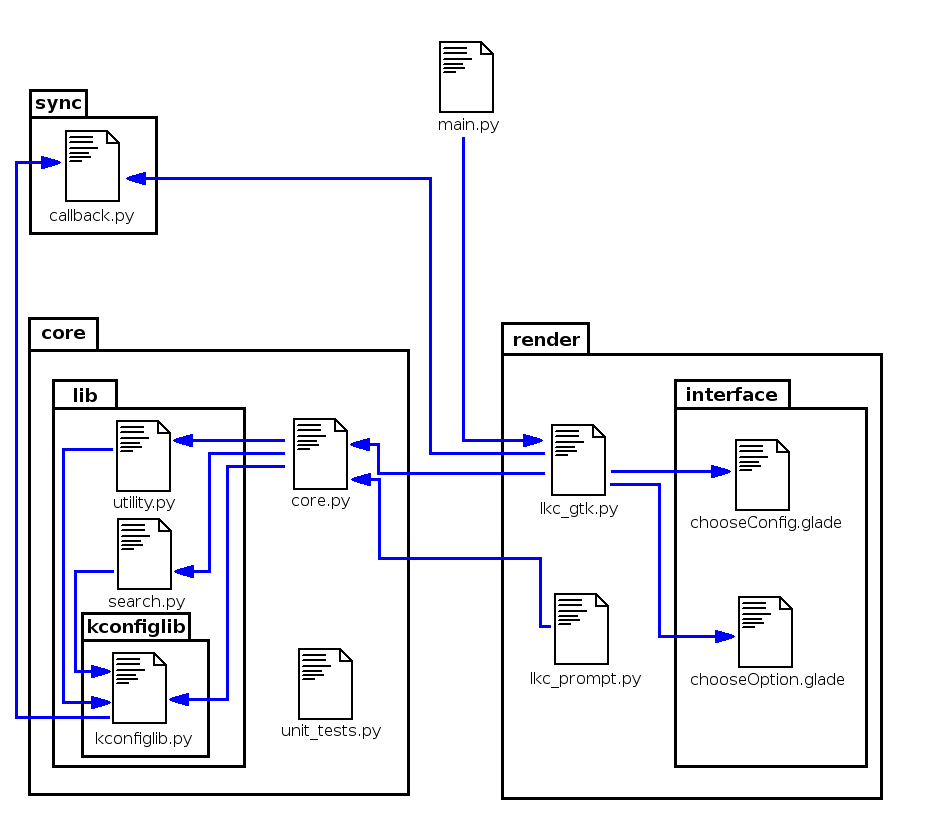 main.py
sync
callback.py
core
lib
utility.py
core.py
search.py
kconfiglib
kconfiglib.py
unit_tests.py
render
interface
lkc_gtk.py
chooseConfig.glade
lkc_prompt.py
chooseOption.glade